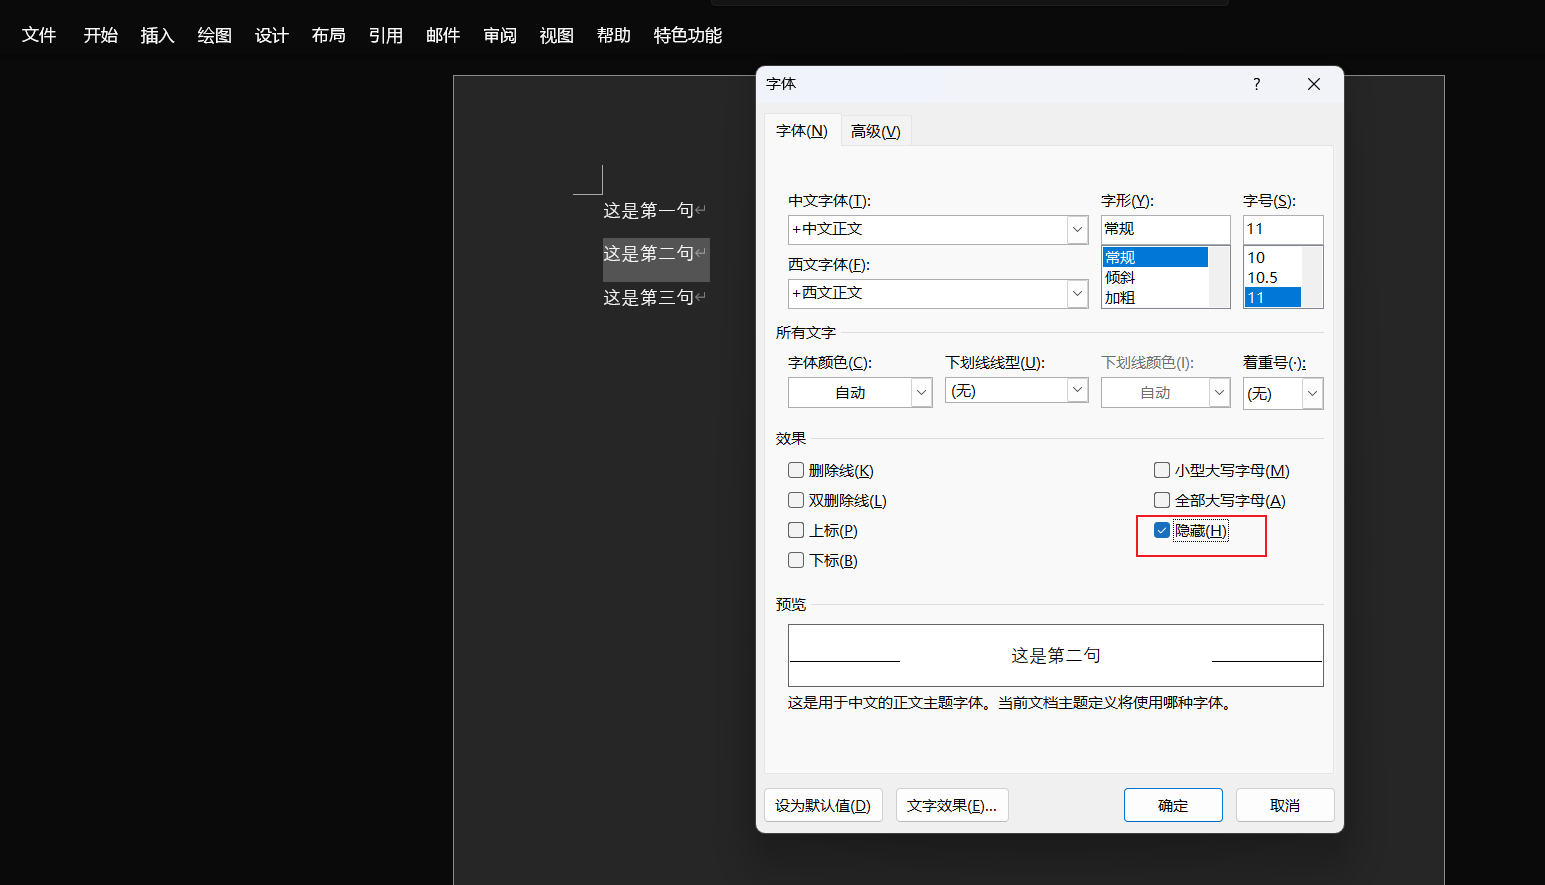 文件 开始 插入 绘图 设计 布局 引用 邮件 审阅 视图 帮助 特色功能
这是第一句↵
这是第二句↵
这是第三句↵
字体 ?
字体(N) 高级(V)
中文字体(T): 字形(Y): 字号(S):
+中文正文 常规 11
常规 10
西文字体(F): 倾斜 10.5
+西文正文 加粗 11
所有文字
字体颜色(C): 下划线线型(U): 下划线颜色(I): 着重号(·):
自动 (无) 自动 (无)
效果
删除线(K) 小型大写字母(M)
双删除线(L) 全部大写字母(A)
上标(P) 隐藏(H)
下标(B)
预览
这是第二句
这是用于中文的正文主题字体。当前文档主题定义将使用哪种字体。
设为默认值(D) 文字效果(E)... 确定 取消